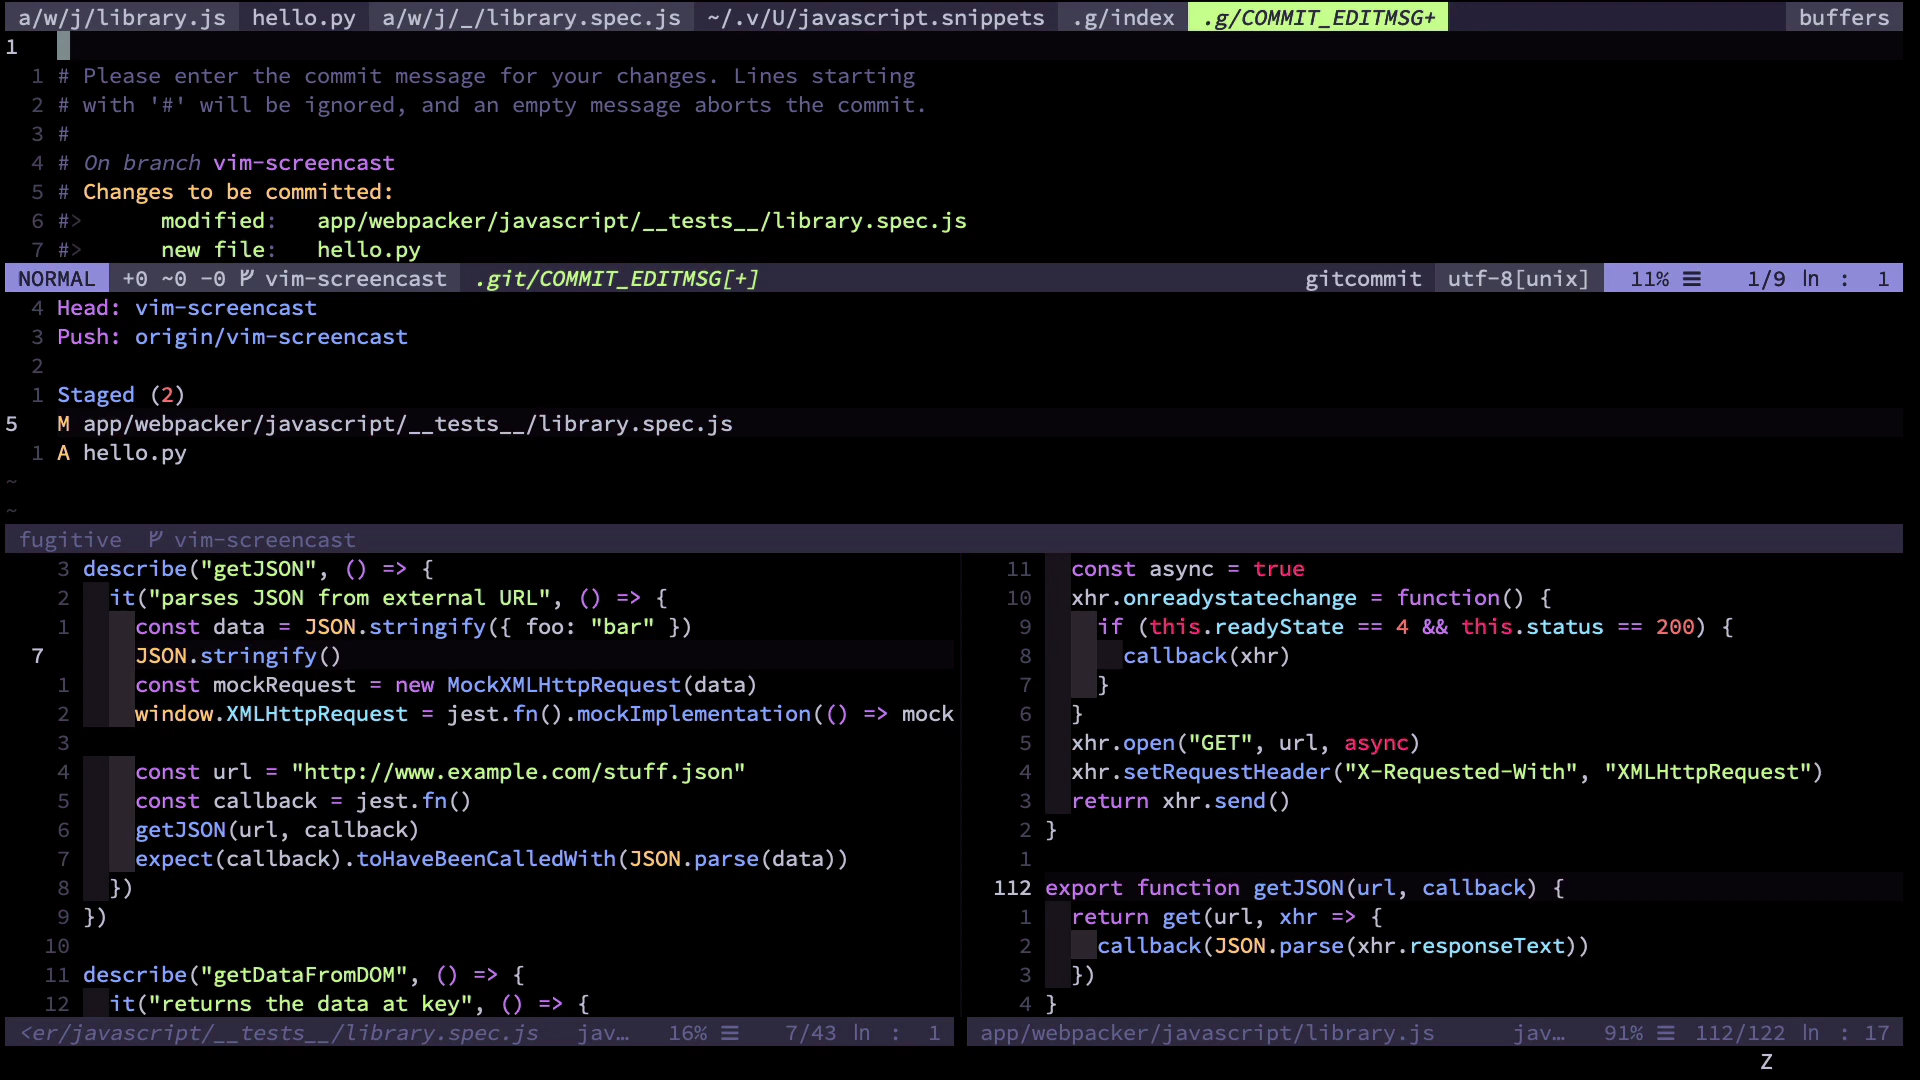 a/w/j/library.js hello.py a/w/j/_/library.spec.js ~/.v/U/javascript.snippets .g/index .g/COMMIT_EDITMSG+ buffers
1
1 # Please enter the commit message for your changes. Lines starting
2 # with '#' will be ignored, and an empty message aborts the commit.
3 #
4 # On branch vim-screencast
5 # Changes to be committed:
6 #> modified: app/webpacker/javascript/__tests__/library.spec.js
7 #> new file: hello.py
NORMAL +0 ~0 -0 vim-screencast .git/COMMIT_EDITMSG[+] gitcommit utf-8[unix] 11% ☰ 1/9 ln : 1
4 Head: vim-screencast
3 Push: origin/vim-screencast
2
1 Staged (2)
5 M app/webpacker/javascript/__tests__/library.spec.js
1 A hello.py
~
~
fugitive vim-screencast
3 describe("getJSON", () => {
2 it("parses JSON from external URL", () => {
1 const data = JSON.stringify({ foo: "bar" })
7 JSON.stringify()
1 const mockRequest = new MockXMLHttpRequest(data)
2 window.XMLHttpRequest = jest.fn().mockImplementation(() => mock
3
4 const url = "http://www.example.com/stuff.json"
5 const callback = jest.fn()
6 getJSON(url, callback)
7 expect(callback).toHaveBeenCalledWith(JSON.parse(data))
8 })
9 })
10
11 describe("getDataFromDOM", () => {
12 it("returns the data at key", () => {
<er/javascript/__tests__/library.spec.js jav… 16% ☰ 7/43 ln : 1
11 const async = true
10 xhr.onreadystatechange = function() {
9 if (this.readyState == 4 && this.status == 200) {
8 callback(xhr)
7 }
6 }
5 xhr.open("GET", url, async)
4 xhr.setRequestHeader("X-Requested-With", "XMLHttpRequest")
3 return xhr.send()
2 }
1
112 export function getJSON(url, callback) {
1 return get(url, xhr => {
2 callback(JSON.parse(xhr.responseText))
3 })
4 }
app/webpacker/javascript/library.js jav… 91% ☰ 112/122 ln : 17
Z